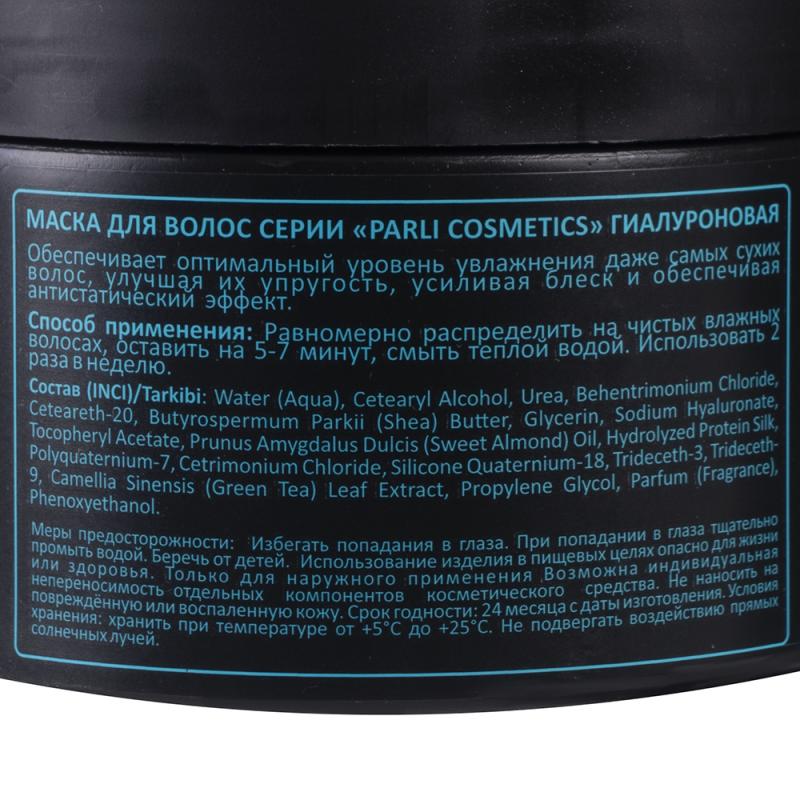 МАСКА ДЛЯ ВОЛОС СЕРИИ «PARLI COSMETICS» ГИАЛУРОНОВАЯ
Обеспечивает оптимальный уровень увлажнения даже самых сухих
волос, улучшая их упругость, усиливая блеск и обеспечивая
антистатический эффект.
Способ применения: Равномерно распределить на чистых влажных
волосах, оставить на 5-7 минут, смыть теплой водой. Использовать 2
раза в неделю.
Состав (INCI)/Tarkibi: Water (Aqua), Cetearyl Alcohol, Urea, Behentrimonium Chloride,
Ceteareth-20, Butyrospermum Parkii (Shea) Butter, Glycerin, Sodium Hyaluronate,
Tocopheryl Acetate, Prunus Amygdalus Dulcis (Sweet Almond) Oil, Hydrolyzed Protein Silk,
Polyquaternium-7, Cetrimonium Chloride, Silicone Quaternium-18, Trideceth-3, Trideceth-
9, Camellia Sinensis (Green Tea) Leaf Extract, Propylene Glycol, Parfum (Fragrance),
Phenoxyethanol.
Меры предосторожности: Избегать попадания в глаза. При попадании в глаза тщательно
промыть водой. Беречь от детей. Использование изделия в пищевых целях опасно для жизни
или здоровья. Только для наружного применения Возможна индивидуальная
непереносимость отдельных компонентов косметического средства. Не наносить на
повреждённую или воспаленную кожу. Срок годности: 24 месяца с даты изготовления. Условия
хранения: хранить при температуре от +5°C до +25°C. Не подвергать воздействию прямых
солнечных лучей.